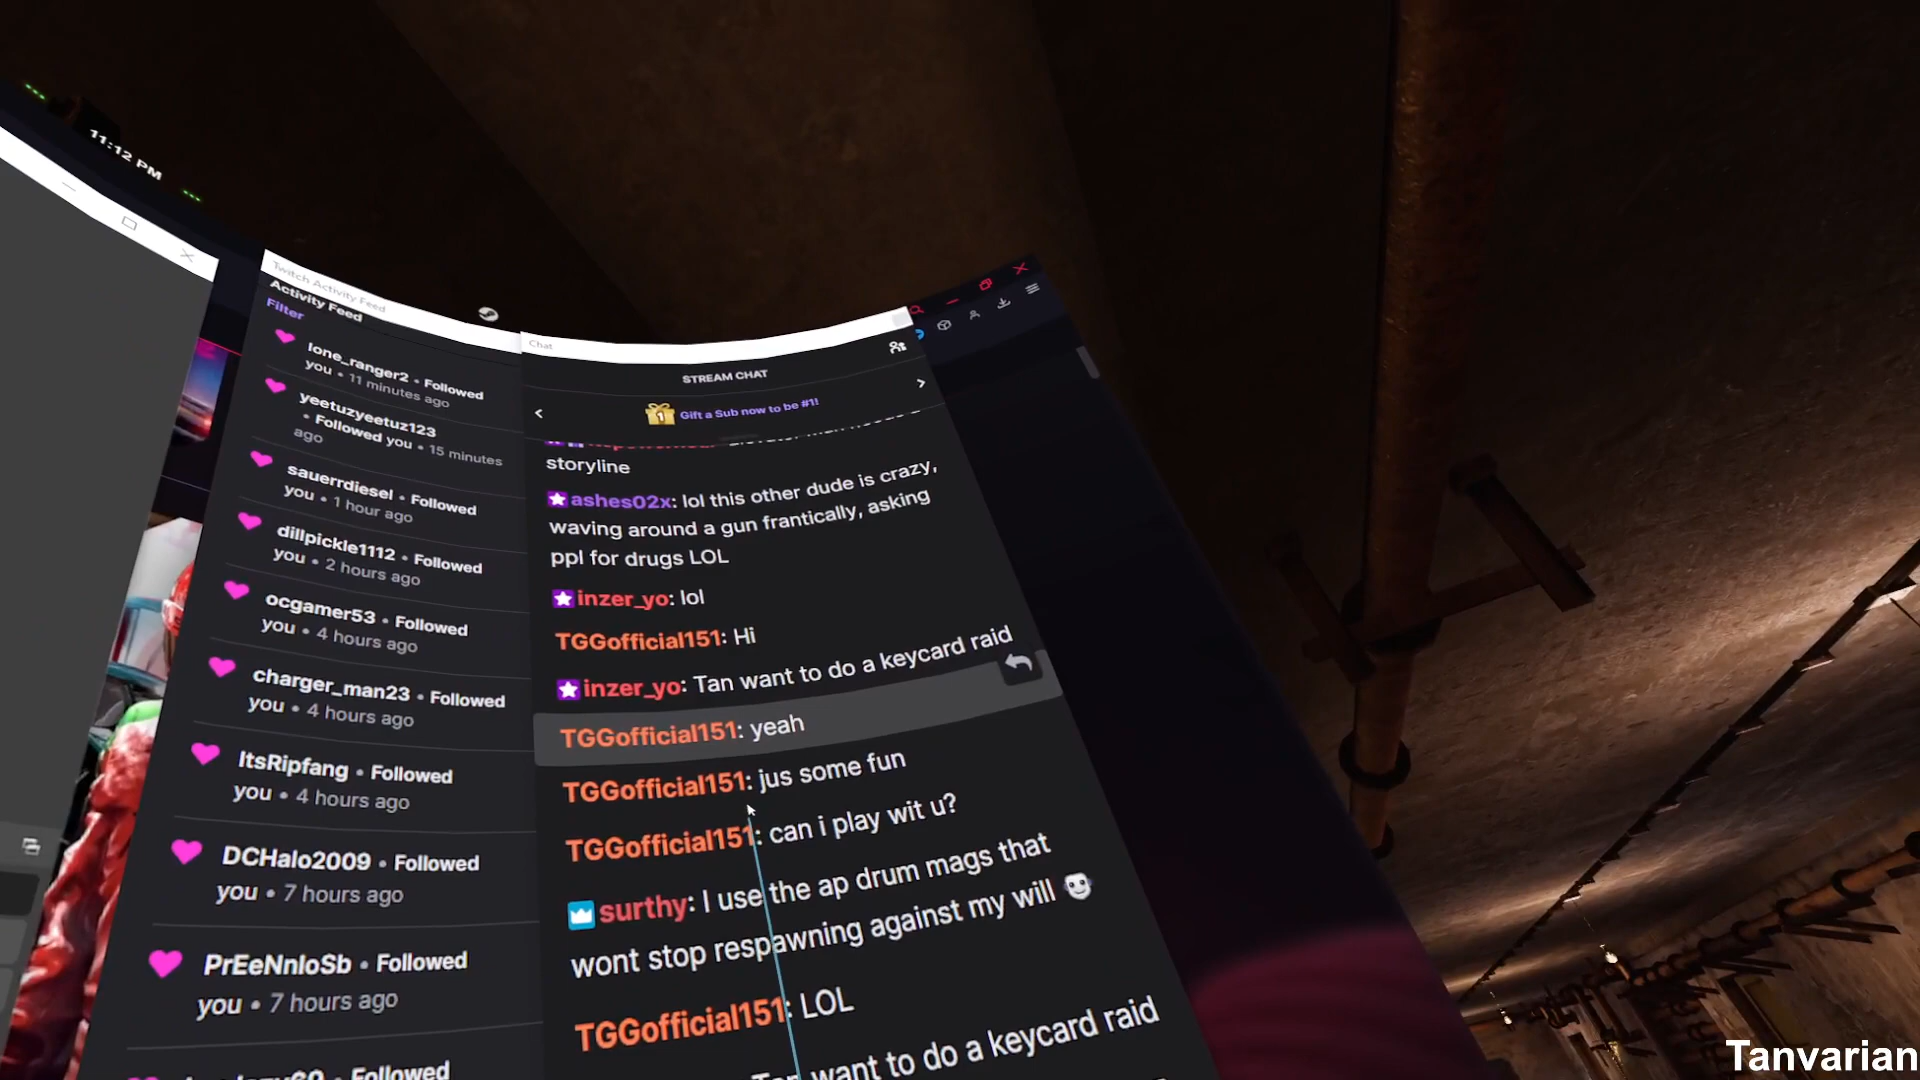 11:12 PM
Twitch Activity Feed
Activity Feed
Filter
lone_ranger2 • Followed
you • 11 minutes ago
yeetuzyeetuz123
• Followed you • 15 minutes
ago
sauerrdiesel • Followed
you • 1 hour ago
dillpickle1112 • Followed
you • 2 hours ago
ocgamer53 • Followed
you • 4 hours ago
charger_man23 • Followed
you • 4 hours ago
ItsRipfang • Followed
you • 4 hours ago
DCHalo2009 • Followed
you • 7 hours ago
PrEeNnIoSb • Followed
you • 7 hours ago
Followed
Chat
STREAM CHAT
1 Gift a Sub now to be #1!
storyline
ashes02x: lol this other dude is crazy,
waving around a gun frantically, asking
ppl for drugs LOL
inzer_yo: lol
TGGofficial151: Hi
inzer_yo: Tan want to do a keycard raid
TGGofficial151: yeah
TGGofficial151: jus some fun
TGGofficial151: can i play wit u?
surthy: I use the ap drum mags that
wont stop respawning against my will
TGGofficial151: LOL
Tan want to do a keycard raid
Tanvarian